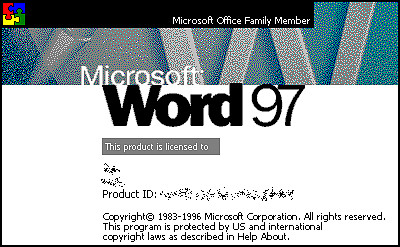 Microsoft Office Family Member
Microsoft
Word 97
This product is licensed to
Product ID:
Copyright© 1983-1996 Microsoft Corporation. All rights reserved.
This program is protected by US and international
copyright laws as described in Help About.